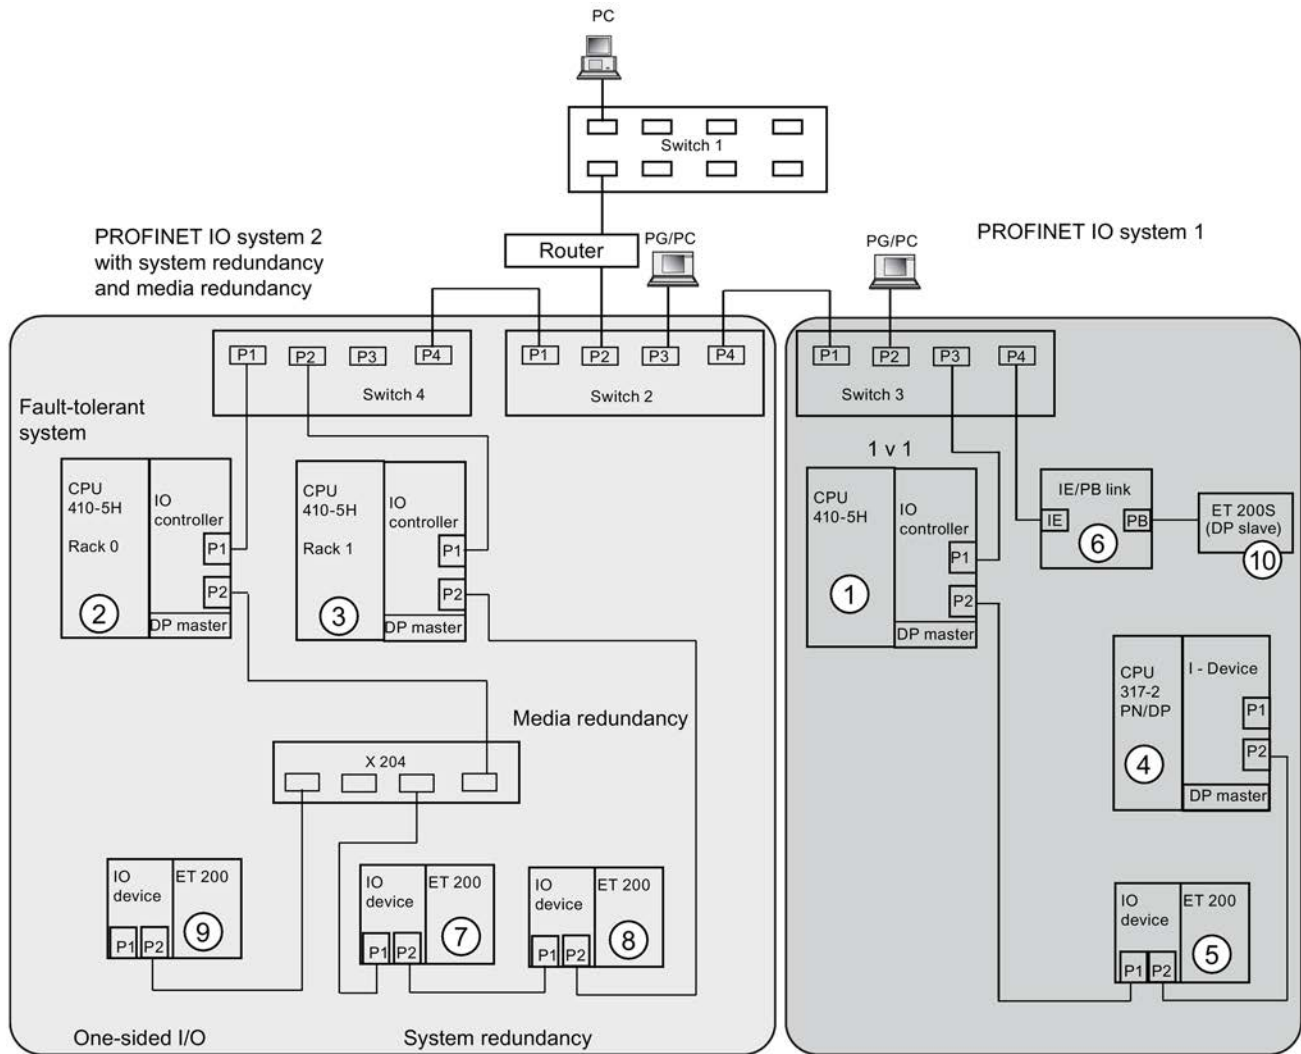 PC
Switch 1
PROFINET IO system 2
with system redundancy
and media redundancy
Router
PG/PC
PG/PC
PROFINET IO system 1
P1 P2 P3 P4
Switch 4
P1 P2 P3 P4
Switch 2
P1 P2 P3 P4
Switch 3
Fault-tolerant
system
CPU
410-5H
Rack 0
2
IO
controller
P1
P2
DP master
CPU
410-5H
Rack 1
3
IO
controller
P1
P2
DP master
1 v 1
CPU
410-5H
1
IO
controller
P1
P2
DP master
IE/PB link
IE
PB
6
ET 200S
(DP slave)
10
CPU
317-2
PN/DP
4
I - Device
P1
P2
DP master
Media redundancy
X 204
IO
device
ET 200
P1 P2
9
IO
device
ET 200
P1 P2
7
IO
device
ET 200
P1 P2
8
IO
device
ET 200
P1 P2
5
One-sided I/O
System redundancy